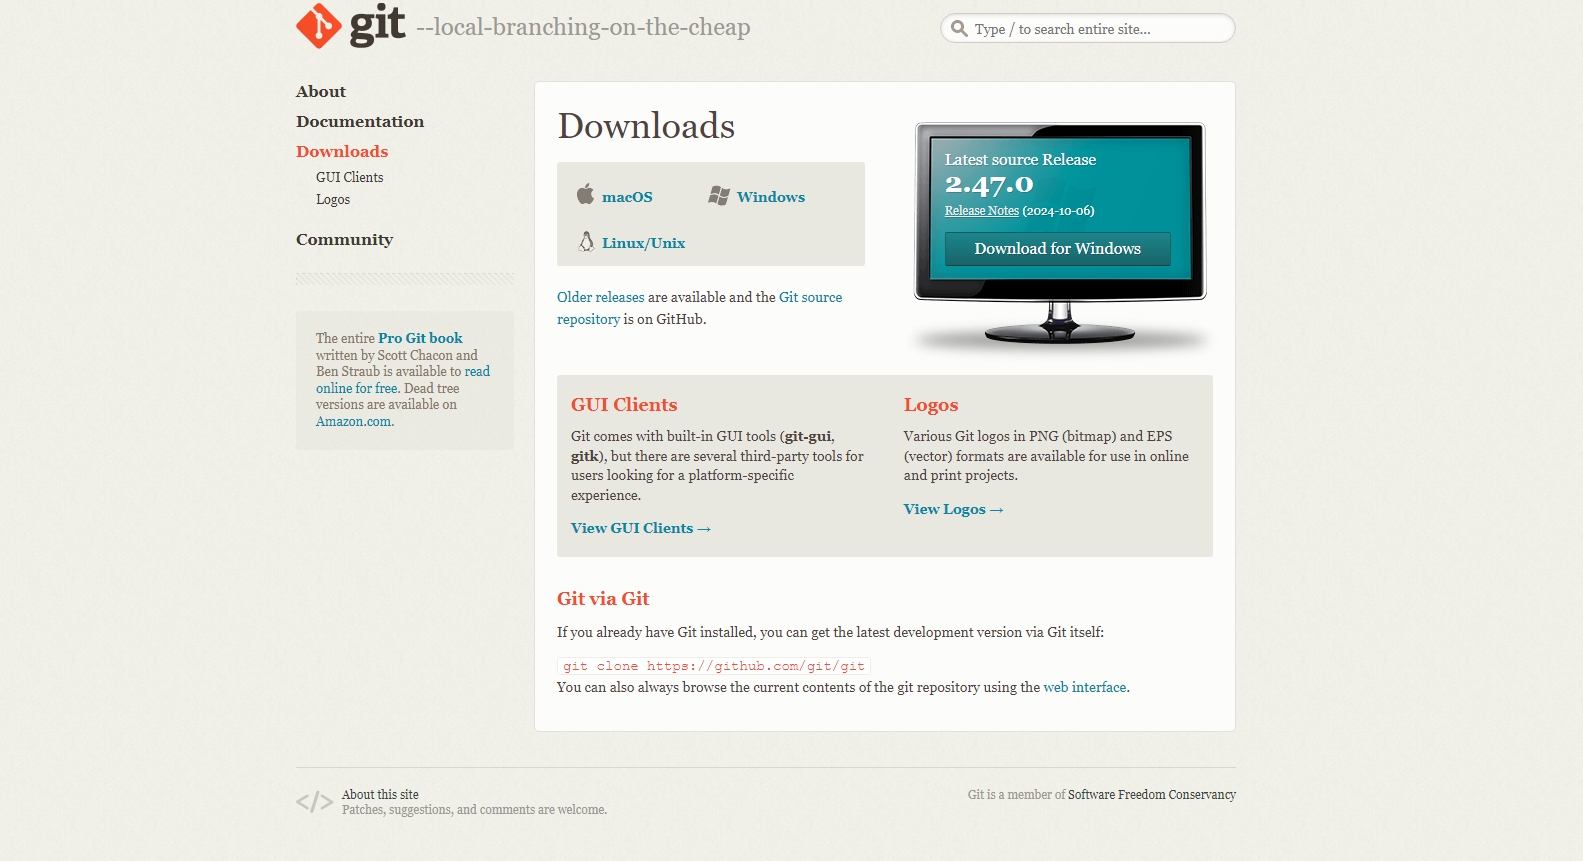 git --local-branching-on-the-cheap
Type / to search entire site...
About
Documentation
Downloads
GUI Clients
Logos
Community
The entire Pro Git book
written by Scott Chacon and
Ben Straub is available to read
online for free. Dead tree
versions are available on
Amazon.com.
Downloads
macOS
Windows
Linux/Unix
Older releases are available and the Git source
repository is on GitHub.
Latest source Release
2.47.0
Release Notes (2024-10-06)
Download for Windows
GUI Clients
Git comes with built-in GUI tools (git-gui,
gitk), but there are several third-party tools for
users looking for a platform-specific
experience.
View GUI Clients →
Logos
Various Git logos in PNG (bitmap) and EPS
(vector) formats are available for use in online
and print projects.
View Logos →
Git via Git
If you already have Git installed, you can get the latest development version via Git itself:
git clone https://github.com/git/git
You can also always browse the current contents of the git repository using the web interface.
</> About this site
Patches, suggestions, and comments are welcome.
Git is a member of Software Freedom Conservancy